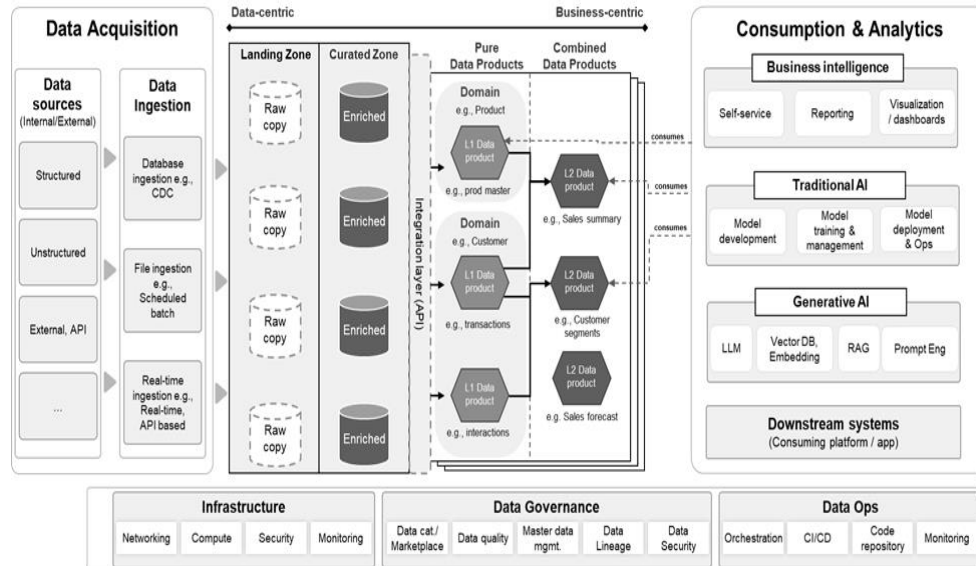 Data Acquisition
Data
sources
(Internal/External)
Structured
Unstructured
External, API
...
Data
Ingestion
Database
ingestion e.g.,
CDC
File ingestion
e.g.,
Scheduled
batch
Real-time
ingestion e.g.,
Real-time,
API based
Data-centric
Business-centric
Landing Zone
Raw
copy
Raw
copy
Raw
copy
Raw
copy
Curated Zone
Enriched
Enriched
Enriched
Enriched
Integration layer (API)
Pure
Data Products
Domain
e.g., Product
L1 Data
product
e.g., prod master
Domain
e.g., Customer
L1 Data
product
e.g., transactions
L1 Data
product
e.g., interactions
Combined
Data Products
L2 Data
product
e.g., Sales summary
L2 Data
product
e.g., Customer
segments
L2 Data
product
e.g. Sales forecast
consumes
consumes
consumes
Consumption & Analytics
Business intelligence
Self-service
Reporting
Visualization
/ dashboards
Traditional AI
Model
development
Model
training &
management
Model
deployment
& Ops
Generative AI
LLM
Vector DB,
Embedding
RAG
Prompt Eng
Downstream systems
(Consuming platform / app)
Infrastructure
Networking
Compute
Security
Monitoring
Data Governance
Data cat./
Marketplace
Data quality
Master data
mgmt.
Data
Lineage
Data
Security
Data Ops
Orchestration
CI/CD
Code
repository
Monitoring